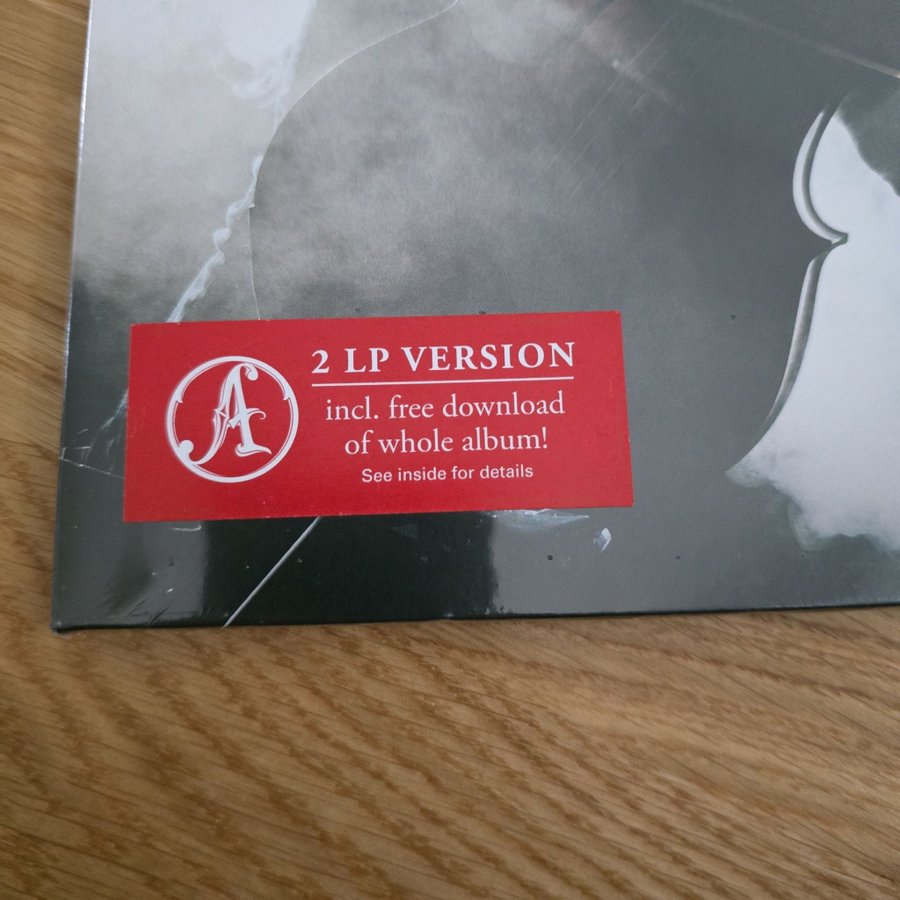 A
2 LP VERSION
incl. free download
of whole album!
See inside for details